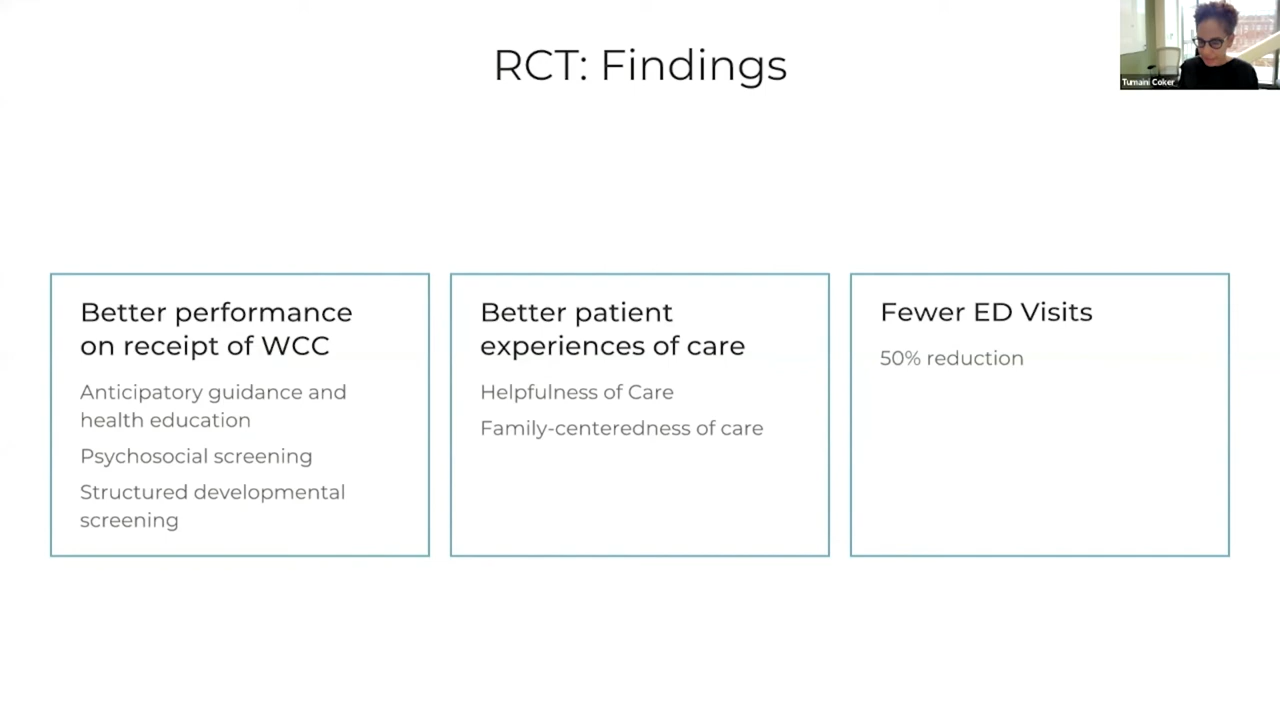 RCT: Findings
Tumaini Coker
Better performance
on receipt of WCC
Anticipatory guidance and
health education
Psychosocial screening
Structured developmental
screening
Better patient
experiences of care
Helpfulness of Care
Family-centeredness of care
Fewer ED Visits
50% reduction